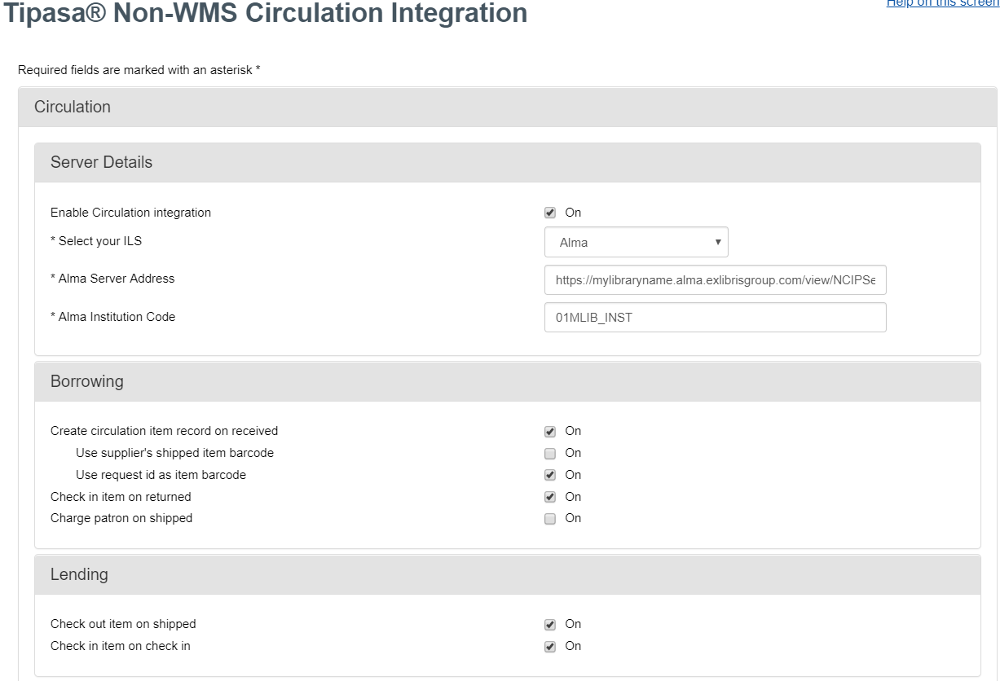 Help on this screen
Tipasa® Non-WMS Circulation Integration
Required fields are marked with an asterisk *
Circulation
Server Details
Enable Circulation integration On
* Select your ILS Alma
* Alma Server Address https://mylibraryname.alma.exlibrisgroup.com/view/NCIPSe
* Alma Institution Code 01MLIB_INST
Borrowing
Create circulation item record on received On
Use supplier's shipped item barcode On
Use request id as item barcode On
Check in item on returned On
Charge patron on shipped On
Lending
Check out item on shipped On
Check in item on check in On